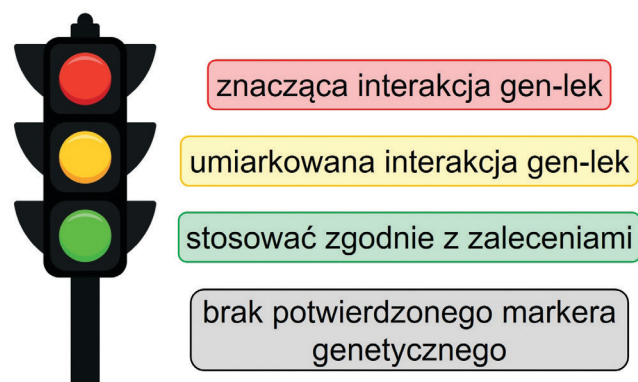 znacząca interakcja gen-lek
umiarkowana interakcja gen-lek
stosować zgodnie z zaleceniami
brak potwierdzonego markera
genetycznego